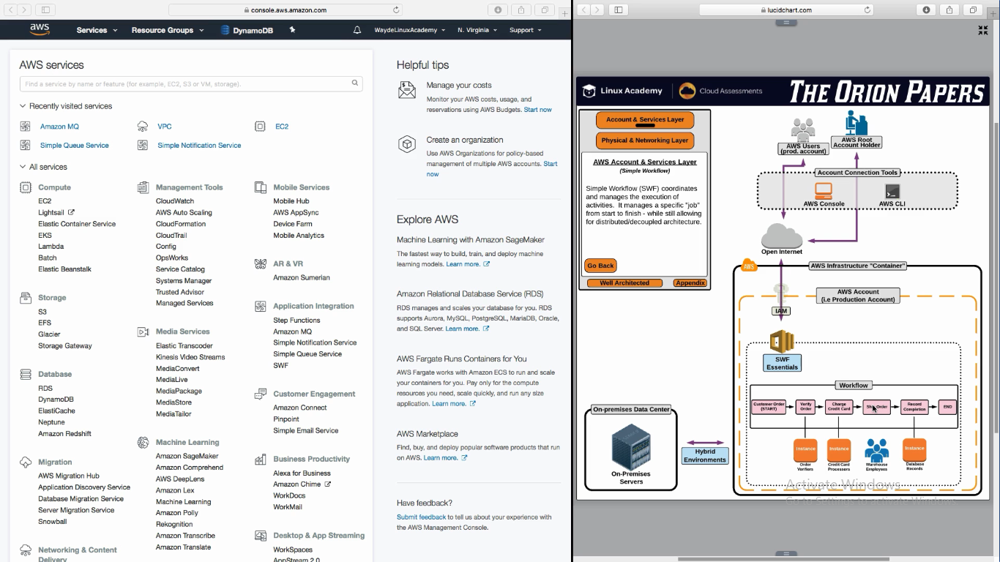 console.aws.amazon.com
aws
Services
Resource Groups
DynamoDB
WaydeLinuxAcademy
N. Virginia
Support
AWS services
Find a service by name or feature (for example, EC2, S3 or VM, storage).
Recently visited services
Amazon MQ
VPC
EC2
Simple Queue Service
Simple Notification Service
All services
Compute
EC2
Lightsail
Elastic Container Service
EKS
Lambda
Batch
Elastic Beanstalk
Storage
S3
EFS
Glacier
Storage Gateway
Database
RDS
DynamoDB
ElastiCache
Neptune
Amazon Redshift
Migration
AWS Migration Hub
Application Discovery Service
Database Migration Service
Server Migration Service
Snowball
Networking & Content
Delivery
Management Tools
CloudWatch
AWS Auto Scaling
CloudFormation
CloudTrail
Config
OpsWorks
Service Catalog
Systems Manager
Trusted Advisor
Managed Services
Media Services
Elastic Transcoder
Kinesis Video Streams
MediaConvert
MediaLive
MediaPackage
MediaStore
MediaTailor
Machine Learning
Amazon SageMaker
Amazon Comprehend
AWS DeepLens
Amazon Lex
Machine Learning
Amazon Polly
Rekognition
Amazon Transcribe
Amazon Translate
Mobile Services
Mobile Hub
AWS AppSync
Device Farm
Mobile Analytics
AR & VR
Amazon Sumerian
Application Integration
Step Functions
Amazon MQ
Simple Notification Service
Simple Queue Service
SWF
Customer Engagement
Amazon Connect
Pinpoint
Simple Email Service
Business Productivity
Alexa for Business
Amazon Chime
WorkDocs
WorkMail
Desktop & App Streaming
WorkSpaces
AppStream 2.0
Helpful tips
Manage your costs
Monitor your AWS costs, usage, and
reservations using AWS Budgets. Start now
Create an organization
Use AWS Organizations for policy-based
management of multiple AWS accounts. Start
now
Explore AWS
Machine Learning with Amazon SageMaker
The fastest way to build, train, and deploy machine
learning models. Learn more.
Amazon Relational Database Service (RDS)
RDS manages and scales your database for you. RDS
supports Aurora, MySQL, PostgreSQL, MariaDB, Oracle,
and SQL Server. Learn more.
AWS Fargate Runs Containers for You
AWS Fargate works with Amazon ECS to run and scale
your containers for you. Pay only for the compute
resources you need, scale quickly, and run any size
application. Learn more.
AWS Marketplace
Find, buy, and deploy popular software products that run
on AWS. Learn more.
Have feedback?
Submit feedback to tell us about your experience with
the AWS Management Console.
lucidchart.com
Linux Academy
Cloud Assessments
THE ORION PAPERS
Account & Services Layer
Physical & Networking Layer
AWS Account & Services Layer
(Simple Workflow)
Simple Workflow (SWF) coordinates
and manages the execution of
activities. It manages a specific "job"
from start to finish - while still allowing
for distributed/decoupled architecture.
Go Back
Well Architected
Appendix
AWS Users
(prod. account)
AWS Root
Account Holder
Account Connection Tools
AWS Console
AWS CLI
Open Internet
AWS
AWS Infrastructure "Container"
AWS Account
(i.e Production Account)
IAM
SWF
Essentials
Workflow
Customer Order
(START)
Verify
Order
Charge
Credit Card
Ship Order
Record
Completion
END
Instance
Instance
Instance
Order
Verifiers
Credit Card
Processors
Warehouse
Employees
Database
Records
On-premises Data Center
On-Premises
Servers
Hybrid
Environments
Activate Windows
Go to Settings to activate Windows.